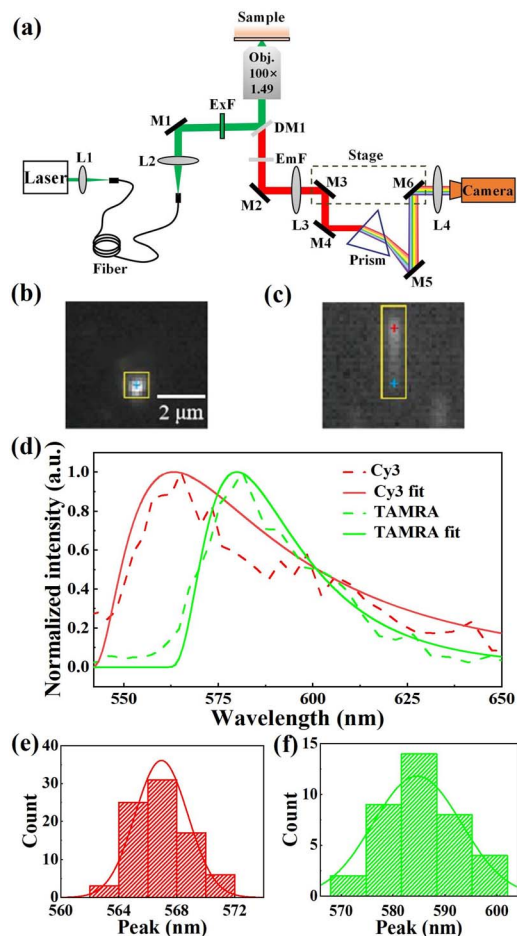 (a)
Sample
Obj.
100×
1.49
ExF
M1
DM1
L2
EmF
Stage
L1
Laser
M3
M6
Camera
M2
L3
L4
M4
Fiber
Prism
M5
(b)
(c)
2 μm
(d)
Normalized intensity (a.u.)
1.0
0.8
0.6
0.4
0.2
0.0
Cy3
Cy3 fit
TAMRA
TAMRA fit
550 575 600 625 650
Wavelength (nm)
(e)
Count
40
30
20
10
0
560 564 568 572
Peak (nm)
(f)
Count
15
10
5
0
570 580 590 600
Peak (nm)